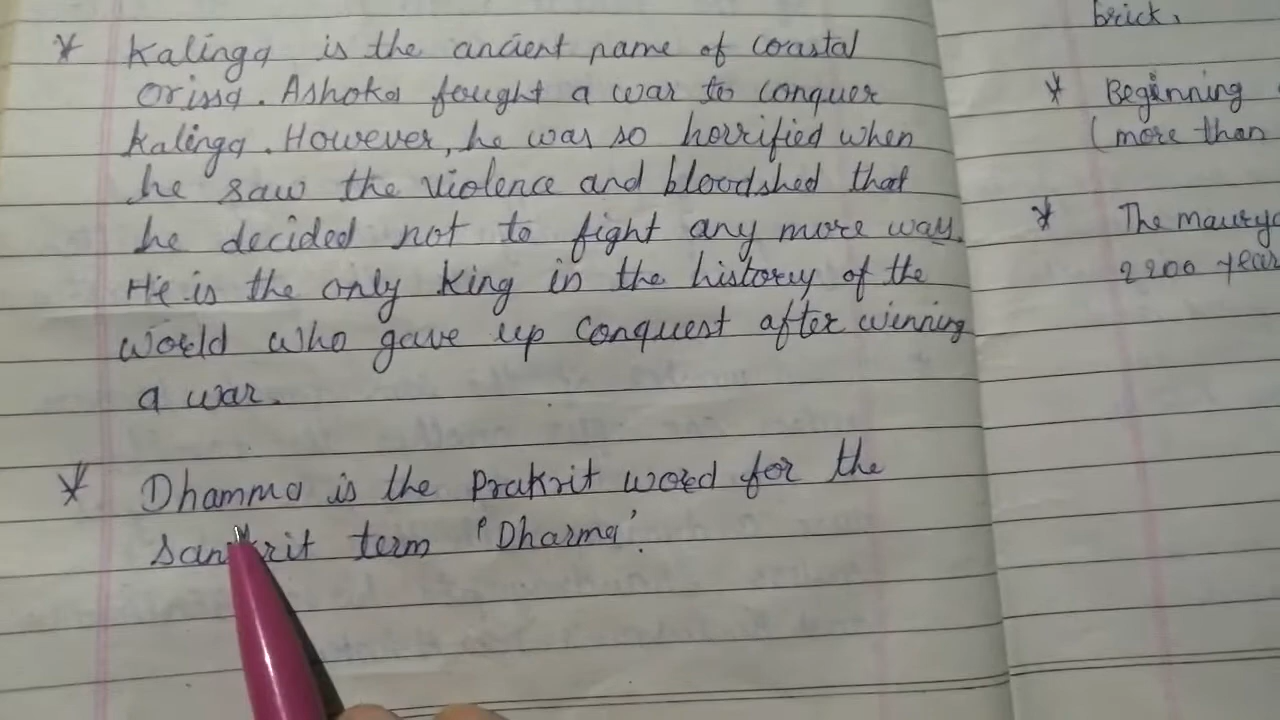 * Kalinga is the ancient name of coastal
orissa. Ashoka fought a war to conquer
Kalinga. However, he was so horrified when
he saw the violence and bloodshed that
he decided not to fight any more wars.
He is the only king in the history of the
world who gave up conquest after winning
a war.
* Dhamma is the Prakrit word for the
term 'Dharma'.
brick.
* Beginning
(more than
* The maurya
2200 year